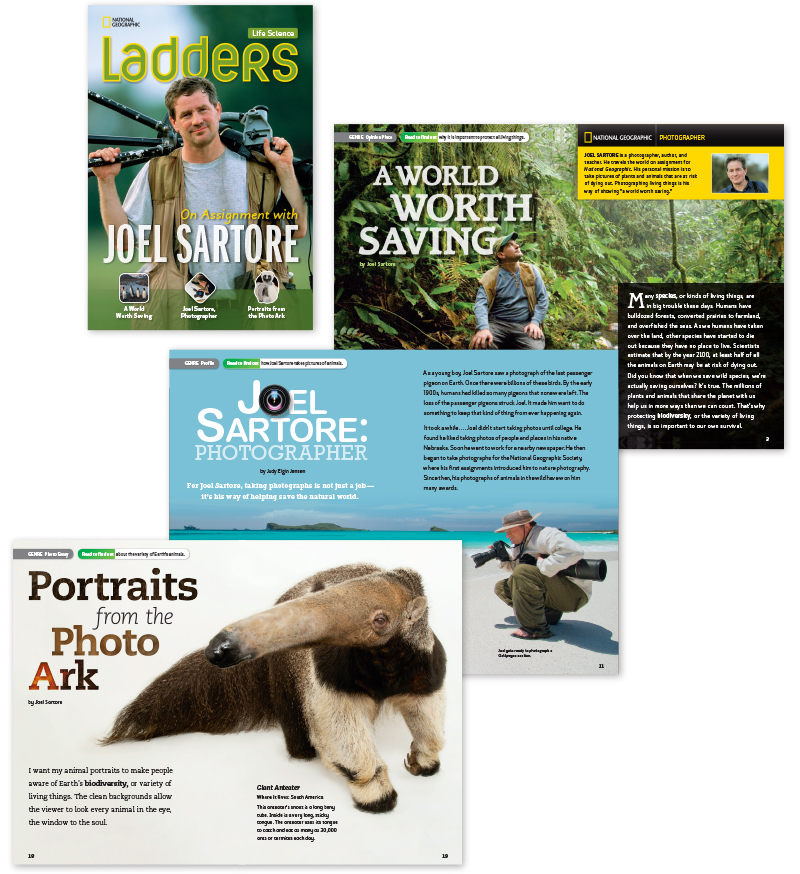 NATIONAL
GEOGRAPHIC
Life Science
Ladders
On Assignment with
JOEL SARTORE
A World
Worth Saving
Joel Sartore,
Photographer
Portraits from
the Photo Ark
GENRE Opinion Piece
Read to find out why it is important to protect all living things.
A WORLD
WORTH
SAVING
by Joel Sartore
NATIONAL GEOGRAPHIC PHOTOGRAPHER
JOEL SARTORE is a photographer, author, and
teacher. He travels the world on assignment for
National Geographic. His personal mission is to
take pictures of plants and animals that are at risk
of dying out. Photographing living things is his
way of showing "a world worth saving."
Many species, or kinds of living things, are
in big trouble these days. Humans have
bulldozed forests, converted prairies to farmland,
and overfished the seas. As we humans have taken
over the land, other species have started to die
out because they have no place to live. Scientists
estimate that by the year 2100, at least half of all
the animals on Earth may be at risk of dying out.
Did you know that when we save wild species, we're
actually saving ourselves? It's true. The millions of
plants and animals that share the planet with us
help us in more ways than we can count. That's why
protecting biodiversity, or the variety of living
things, is so important to our own survival.
3
GENRE Profile
Read to find out how Joel Sartore takes pictures of animals.
JOEL
SARTORE:
PHOTOGRAPHER
by Judy Elgin Jensen
For Joel Sartore, taking photographs is not just a job—
it's his way of helping save the natural world.
As a young boy, Joel Sartore saw a photograph of the last passenger
pigeon on Earth. Once there were billions of these birds. By the early
1900s, humans had killed so many pigeons that none were left. The
loss of the passenger pigeons struck Joel. It made him want to do
something to keep that kind of thing from ever happening again.
It took a while . . . . Joel didn't start taking photos until college. He
found he liked taking photos of people and places in his native
Nebraska. Soon he went to work for a nearby newspaper. He then
began to take photographs for the National Geographic Society,
where his first assignments introduced him to nature photography.
Since then, his photographs of animals in the wild have won him
many awards.
Joel gets ready to photograph a
Galápagos sea lion.
11
GENRE Photo Essay
Read to find out about the variety of Earth's animals.
Portraits
from the
Photo
Ark
by Joel Sartore
I want my animal portraits to make people
aware of Earth's biodiversity, or variety of
living things. The clean backgrounds allow
the viewer to look every animal in the eye,
the window to the soul.
Giant Anteater
Where It lives: South America
This anteater's snout is a long bony
tube. Inside is a very long, sticky
tongue. The anteater uses its tongue
to catch and eat as many as 30,000
ants or termites each day.
18
19